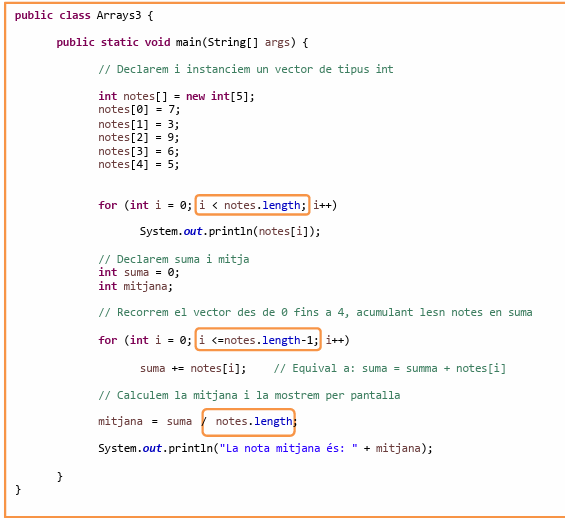 public class Arrays3 {
public static void main(String[] args) {
// Declarem i instanciem un vector de tipus int
int notes[] = new int[5];
notes[0] = 7;
notes[1] = 3;
notes[2] = 9;
notes[3] = 6;
notes[4] = 5;
for (int i = 0; i < notes.length; i++)
System.out.println(notes[i]);
// Declarem suma i mitja
int suma = 0;
int mitjana;
// Recorrem el vector des de 0 fins a 4, acumulant lesn notes en suma
for (int i = 0; i <=notes.length-1; i++)
suma += notes[i]; // Equival a: suma = summa + notes[i]
// Calculem la mitjana i la mostrem per pantalla
mitjana = suma / notes.length;
System.out.println("La nota mitjana és: " + mitjana);
}
}